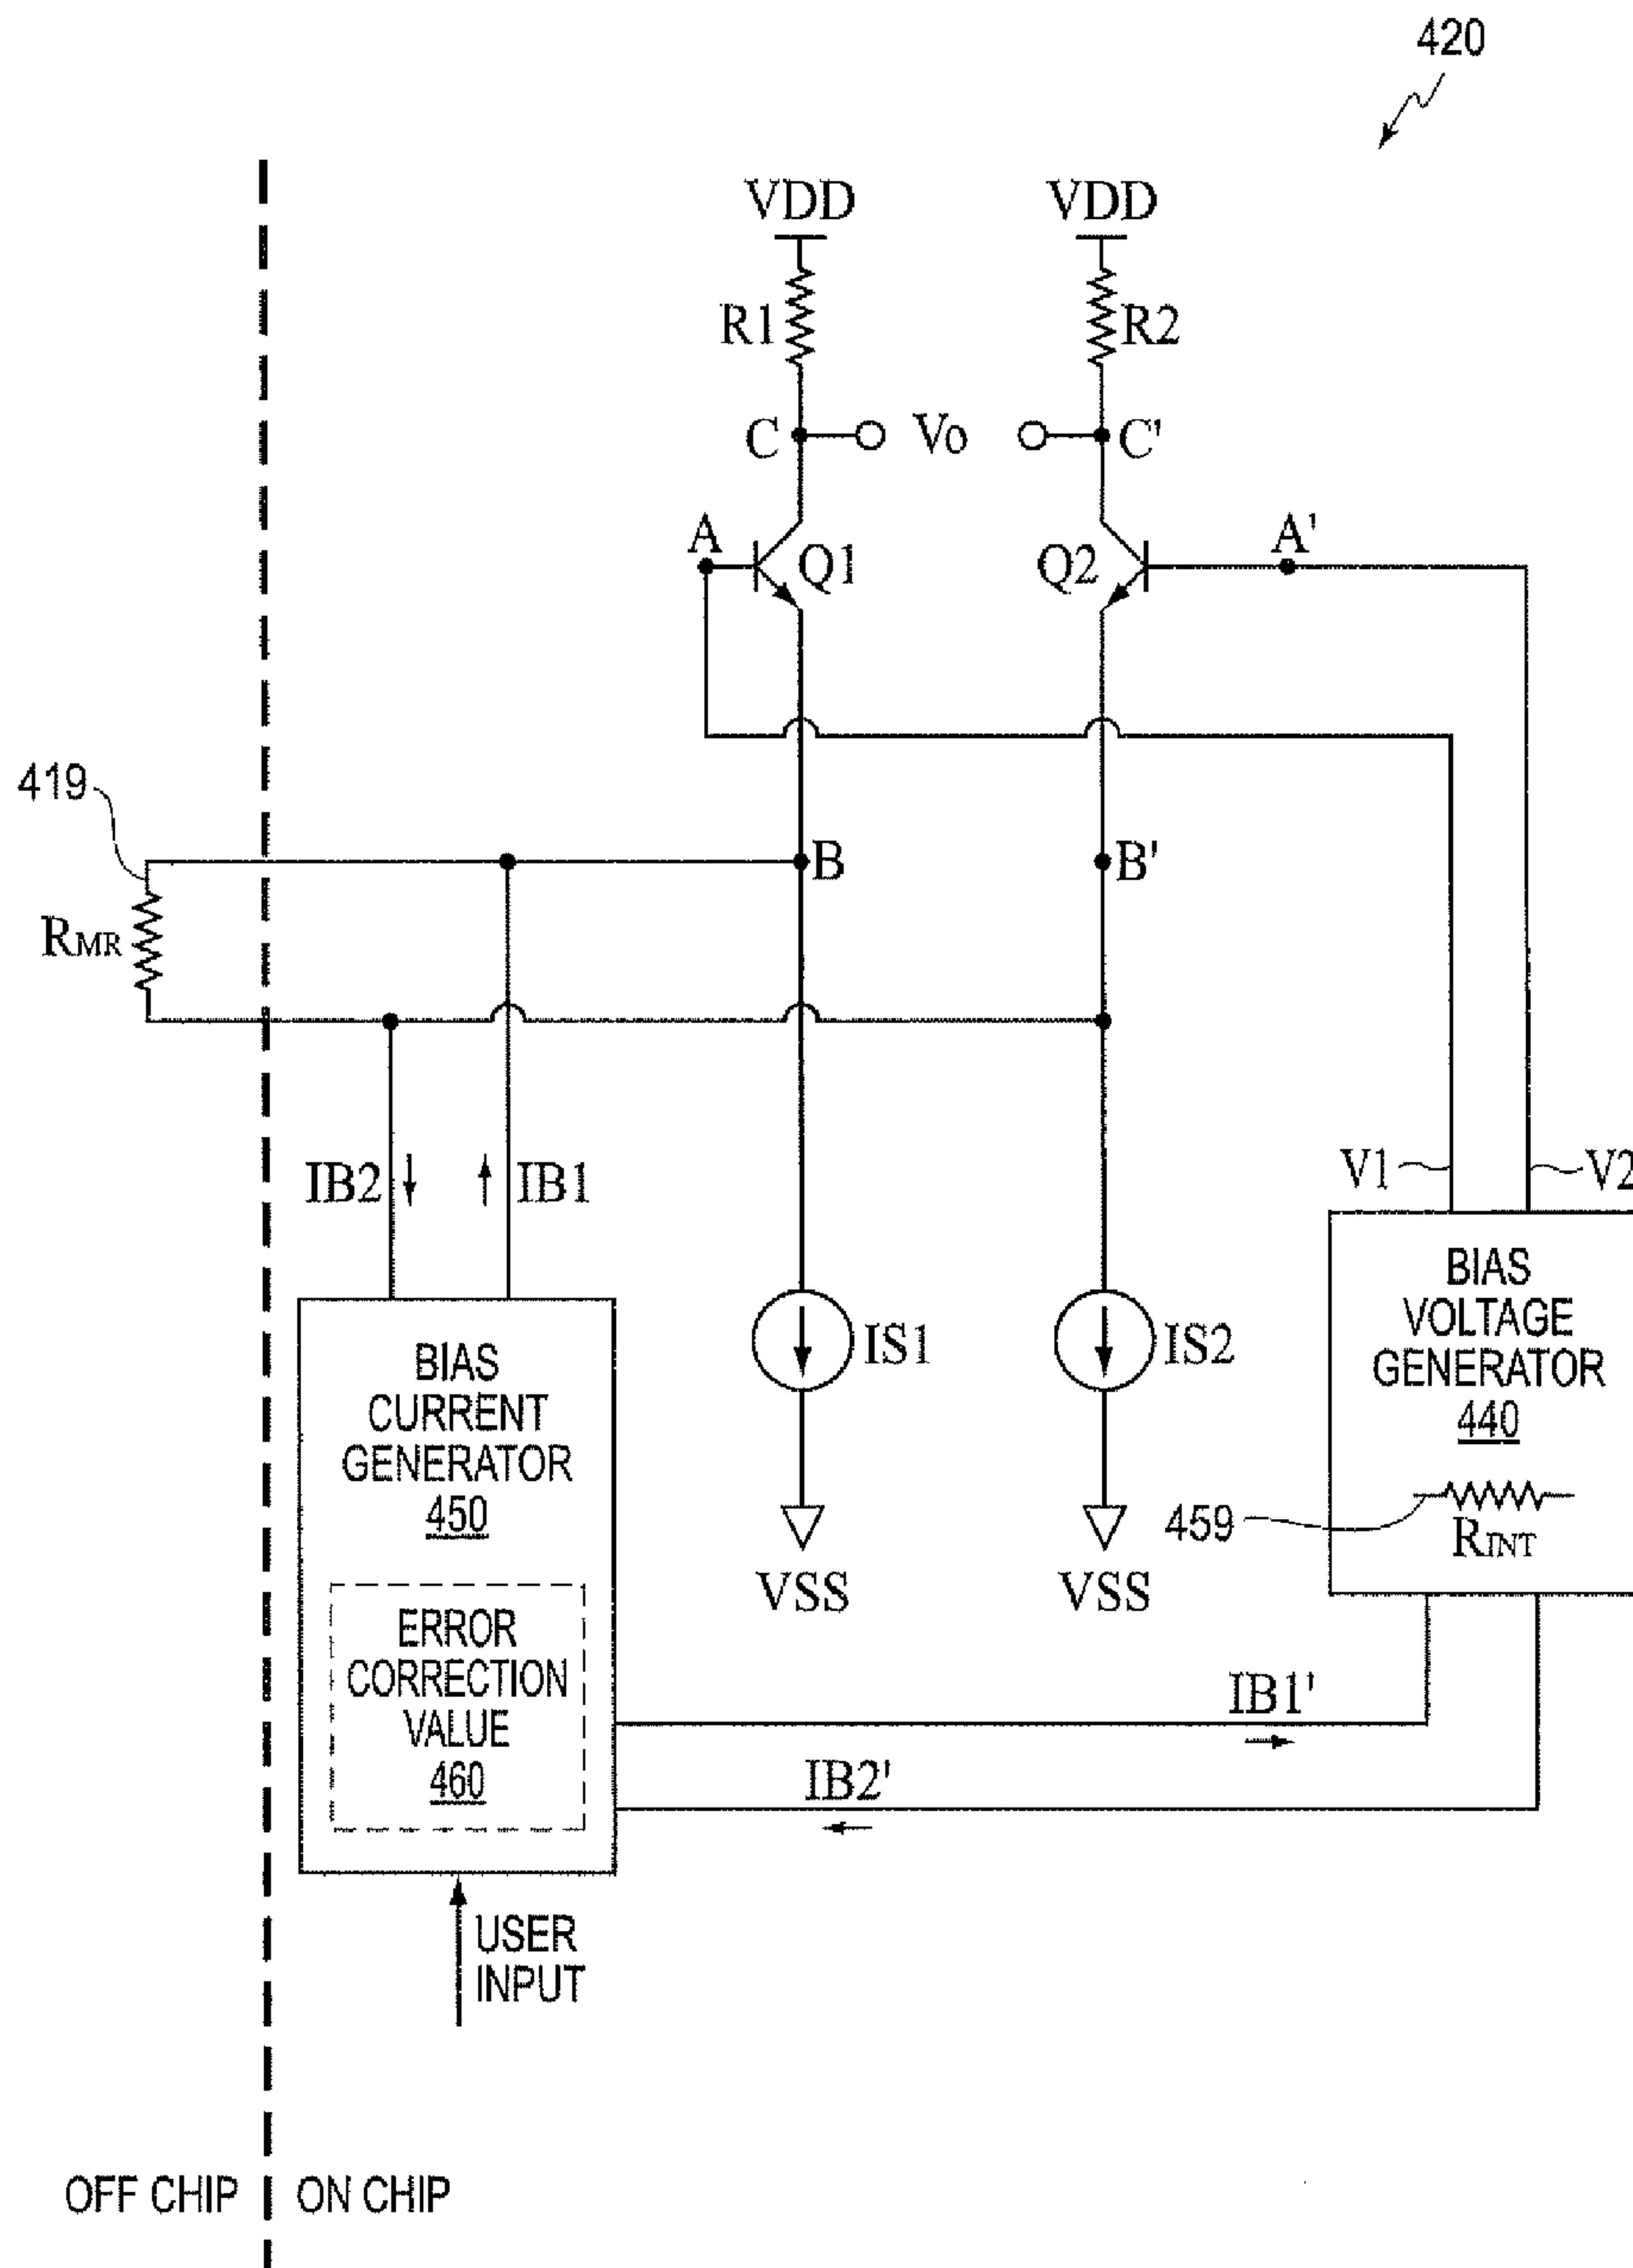 420
VDD
VDD
R1
R2
C
Vo
C'
A
Q1
Q2
A'
419
RMR
B
B'
IB2
IB1
V1
V2
BIAS
CURRENT
GENERATOR
450
IS1
IS2
BIAS
VOLTAGE
GENERATOR
440
459
RINT
VSS
VSS
ERROR
CORRECTION
VALUE
460
IB1'
IB2'
USER
INPUT
OFF CHIP
ON CHIP